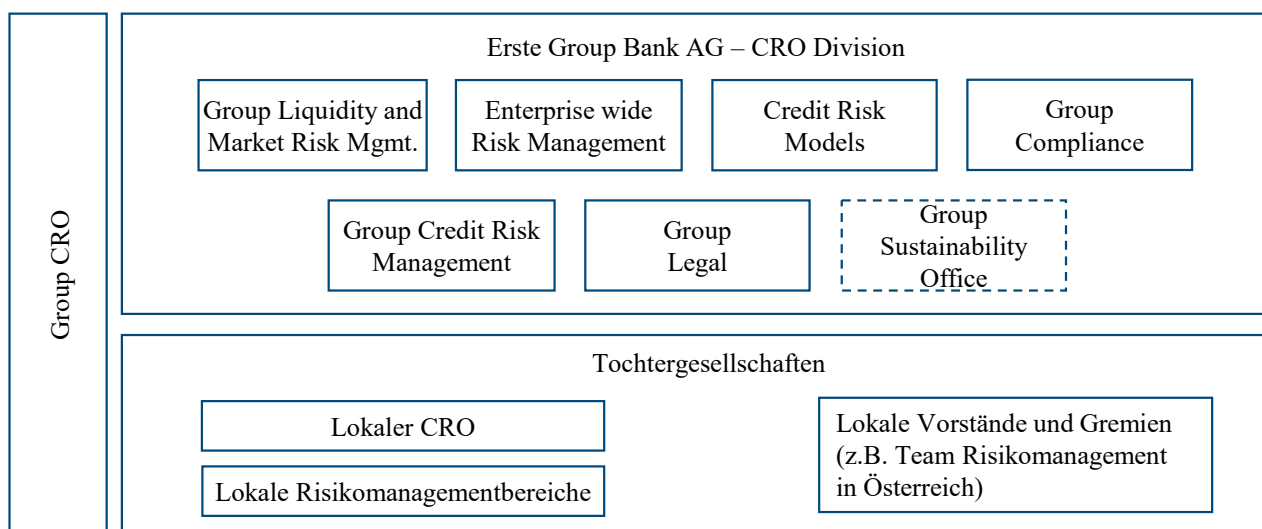 Group CRO
Erste Group Bank AG – CRO Division
Group Liquidity and
Market Risk Mgmt.
Enterprise wide
Risk Management
Credit Risk
Models
Group
Compliance
Group Credit Risk
Management
Group
Legal
Group
Sustainability
Office
Tochtergesellschaften
Lokaler CRO
Lokale Risikomanagementbereiche
Lokale Vorstände und Gremien
(z.B. Team Risikomanagement
in Österreich)